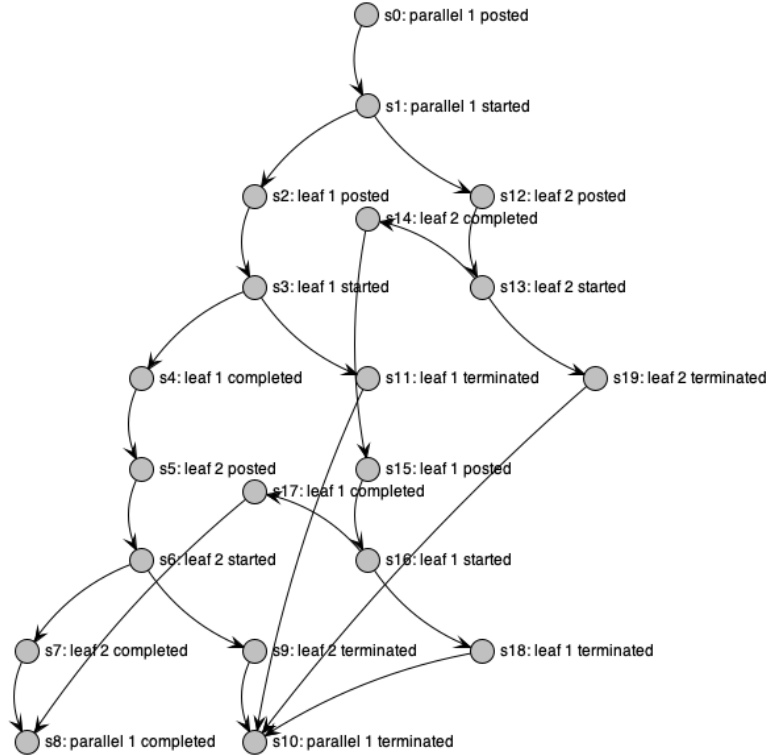 s0: parallel 1 posted
s1: parallel 1 started
s2: leaf 1 posted
s12: leaf 2 posted
s14: leaf 2 completed
s3: leaf 1 started
s13: leaf 2 started
s4: leaf 1 completed
s11: leaf 1 terminated
s19: leaf 2 terminated
s5: leaf 2 posted
s15: leaf 1 posted
s17: leaf 1 completed
s6: leaf 2 started
s16: leaf 1 started
s7: leaf 2 completed
s9: leaf 2 terminated
s18: leaf 1 terminated
s8: parallel 1 completed
s10: parallel 1 terminated